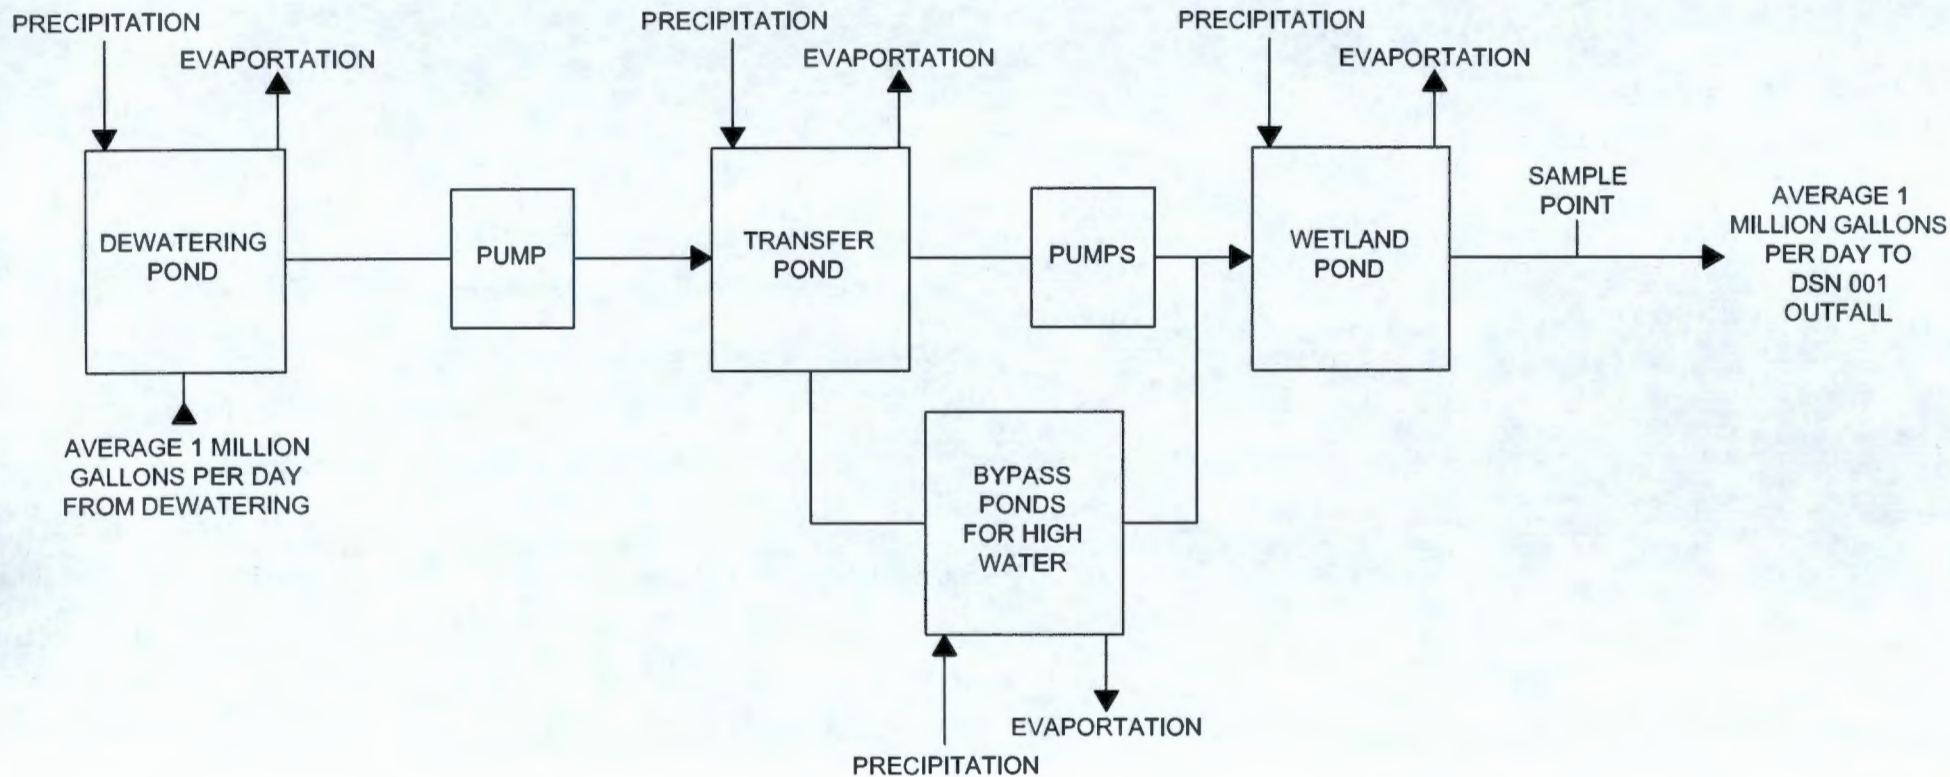 PRECIPITATION
EVAPORTATION
DEWATERING
POND
AVERAGE 1 MILLION
GALLONS PER DAY
FROM DEWATERING
PUMP
PRECIPITATION
EVAPORTATION
TRANSFER
POND
PUMPS
BYPASS
PONDS
FOR HIGH
WATER
PRECIPITATION
EVAPORTATION
PRECIPITATION
EVAPORTATION
WETLAND
POND
SAMPLE
POINT
AVERAGE 1
MILLION GALLONS
PER DAY TO
DSN 001
OUTFALL